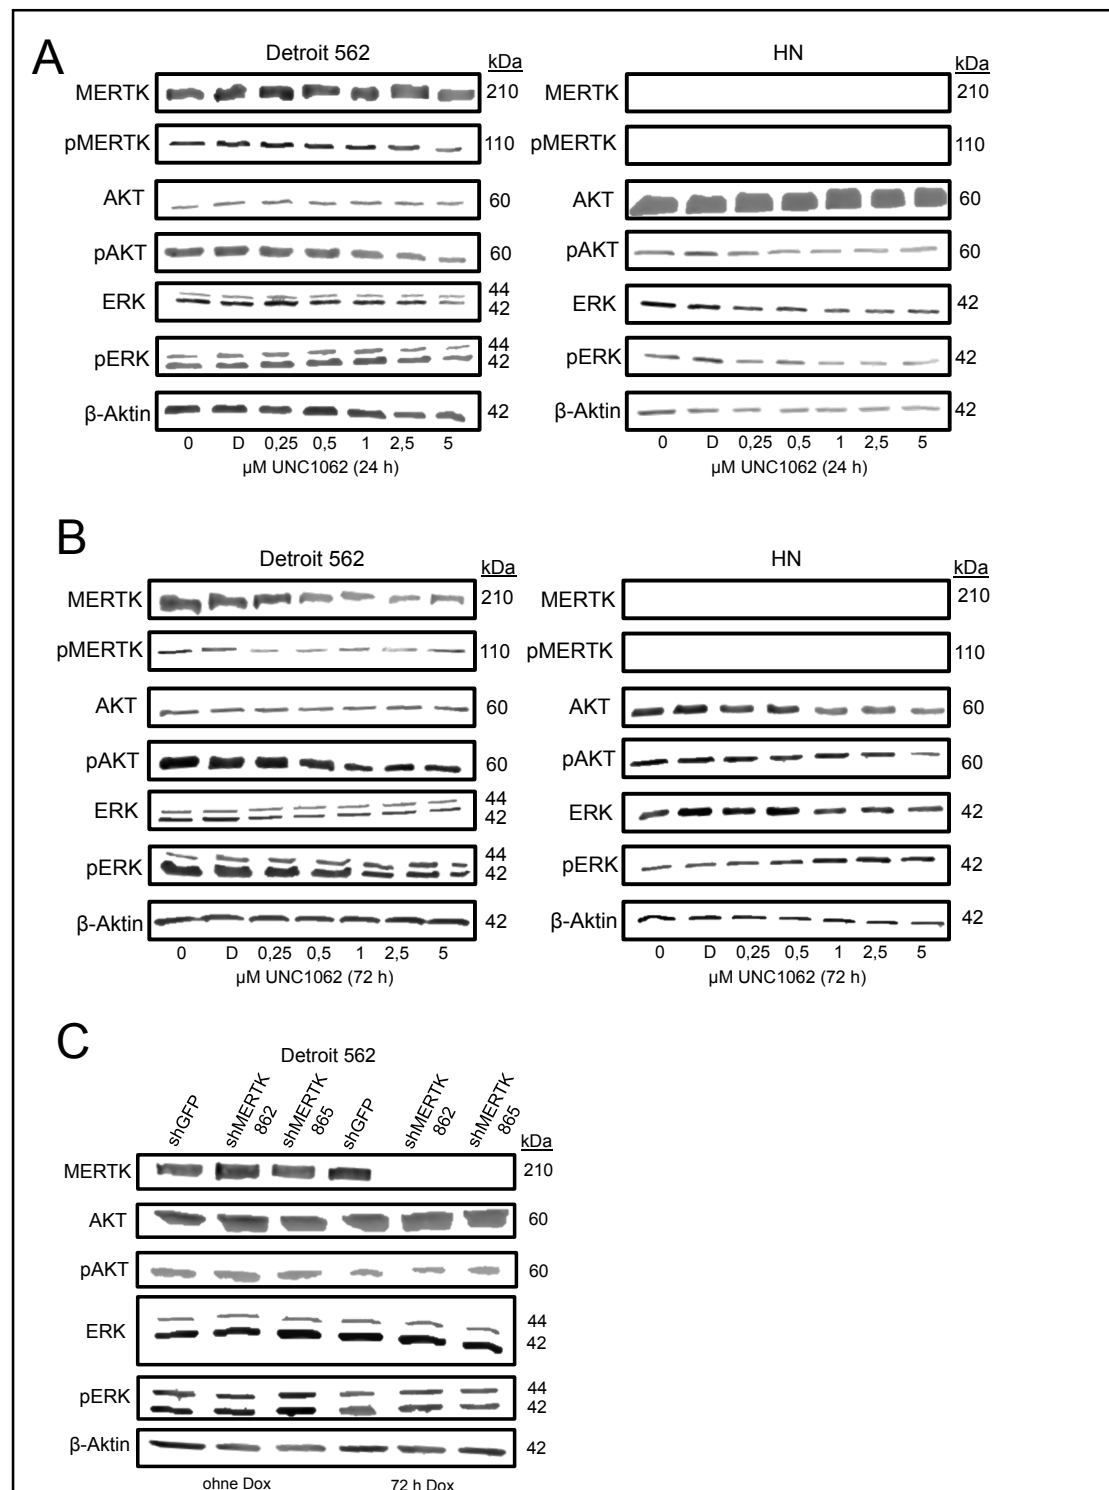 A
Detroit 562
kDa
MERTK 210
pMERTK 110
AKT 60
pAKT 60
ERK 44 42
pERK 44 42
β-Aktin 42
0 D 0,25 0,5 1 2,5 5
µM UNC1062 (24 h)
HN
kDa
MERTK 210
pMERTK 110
AKT 60
pAKT 60
ERK 42
pERK 42
β-Aktin 42
0 D 0,25 0,5 1 2,5 5
µM UNC1062 (24 h)
B
Detroit 562
kDa
MERTK 210
pMERTK 110
AKT 60
pAKT 60
ERK 44 42
pERK 44 42
β-Aktin 42
0 D 0,25 0,5 1 2,5 5
µM UNC1062 (72 h)
HN
kDa
MERTK 210
pMERTK 110
AKT 60
pAKT 60
ERK 42
pERK 42
β-Aktin 42
0 D 0,25 0,5 1 2,5 5
µM UNC1062 (72 h)
C
Detroit 562
shGFP
shMERTK 862
shMERTK 865
shGFP
shMERTK 862
shMERTK 865
kDa
MERTK 210
AKT 60
pAKT 60
ERK 44 42
pERK 44 42
β-Aktin 42
ohne Dox 72 h Dox